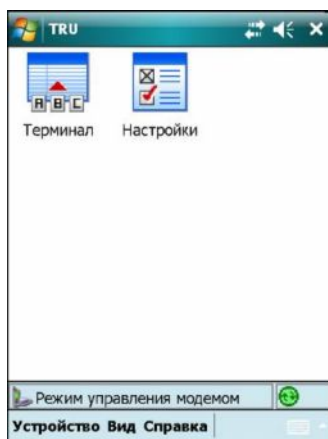 TRU
A B C
Терминал Настройки
Режим управления модемом
Устройство Вид Справка